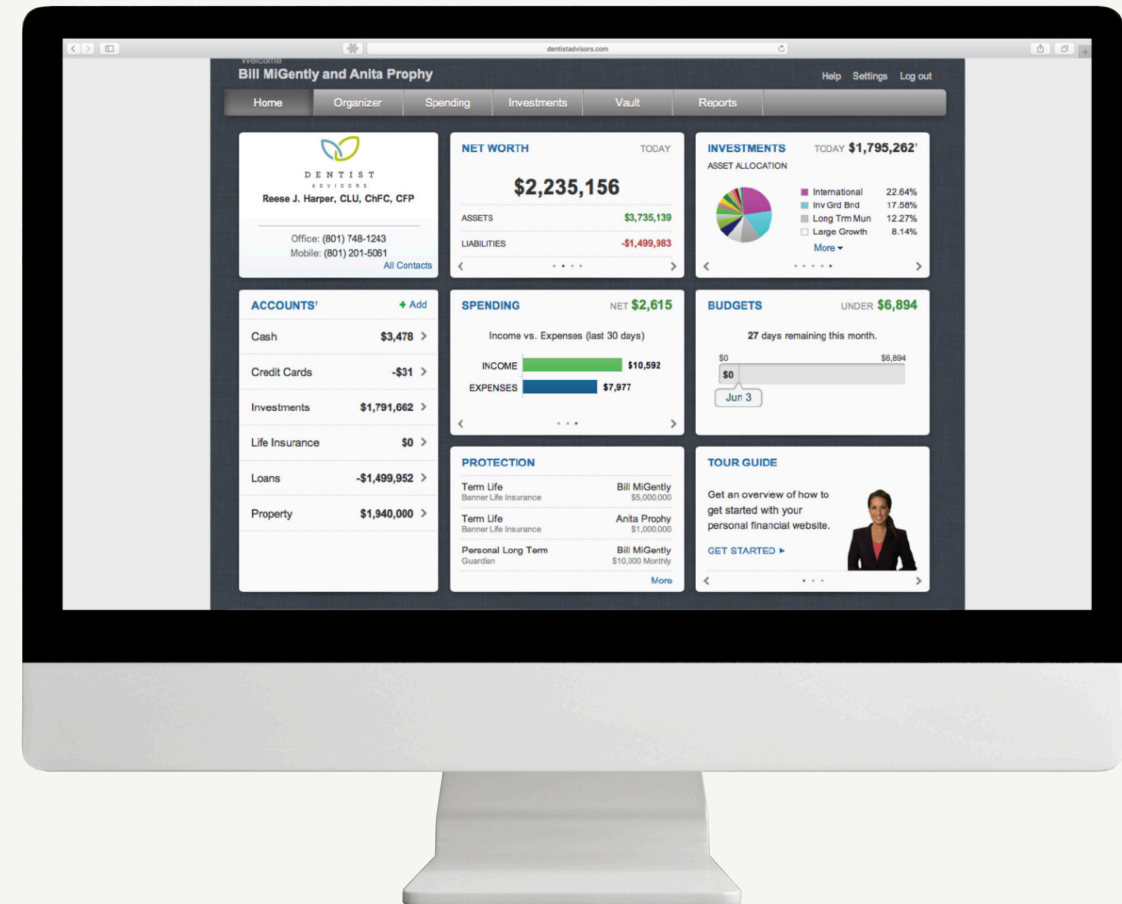 dentistadvisors.com
Welcome
Bill MiGently and Anita Prophy
Help Settings Log out
Home Organizer Spending Investments Vault Reports
DENTIST
ADVISORS
Reese J. Harper, CLU, ChFC, CFP
Office: (801) 748-1243
Mobile: (801) 201-5061
All Contacts
NET WORTH TODAY
$2,235,156
ASSETS $3,735,139
LIABILITIES -$1,499,983
INVESTMENTS TODAY $1,795,262†
ASSET ALLOCATION
International 22.64%
Inv Grd Bnd 17.58%
Long Trm Mun 12.27%
Large Growth 8.14%
More
ACCOUNTS† + Add
Cash $3,478
Credit Cards -$31
Investments $1,791,662
Life Insurance $0
Loans -$1,499,952
Property $1,940,000
SPENDING NET $2,615
Income vs. Expenses (last 30 days)
INCOME $10,592
EXPENSES $7,977
BUDGETS UNDER $6,894
27 days remaining this month.
$0 $6,894
$0
Jun 3
PROTECTION
Term Life Bill MiGently
Banner Life Insurance $5,000,000
Term Life Anita Prophy
Banner Life Insurance $1,000,000
Personal Long Term Bill MiGently
Guardian $10,000 Monthly
More
TOUR GUIDE
Get an overview of how to
get started with your
personal financial website.
GET STARTED